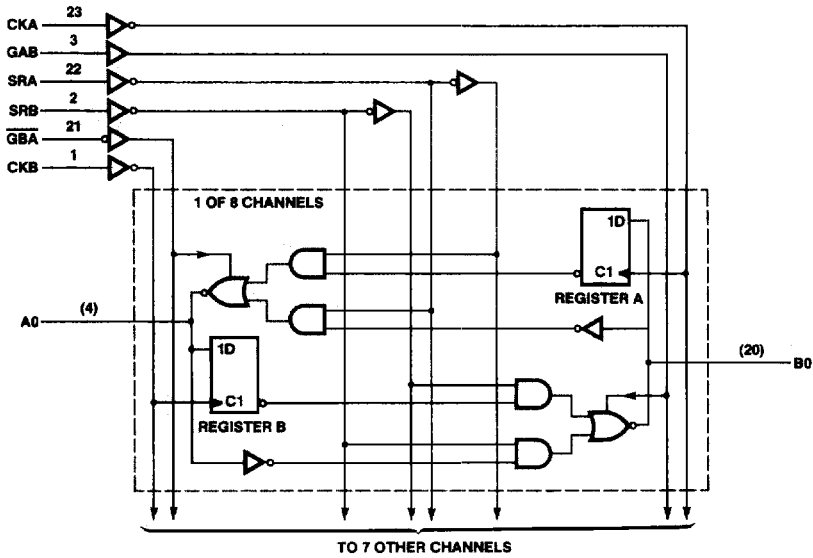 CKA 23
GAB 3
SRA 22
SRB 2
GBA 21
CKB 1
1 OF 8 CHANNELS
1D
C1
REGISTER A
A0 (4)
1D
C1
REGISTER B
(20) B0
TO 7 OTHER CHANNELS